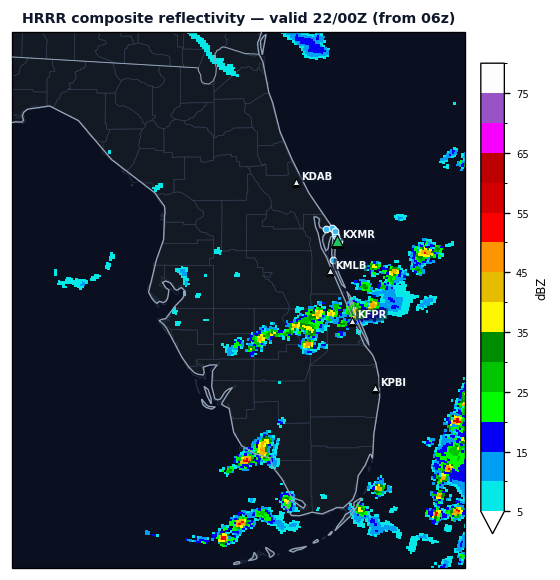 HRRR composite reflectivity — valid 22/00Z (from 06z)
KDAB
KXMR
KMLB
KFPR
KPBI
75
65
55
45
35
25
15
5
dBZ